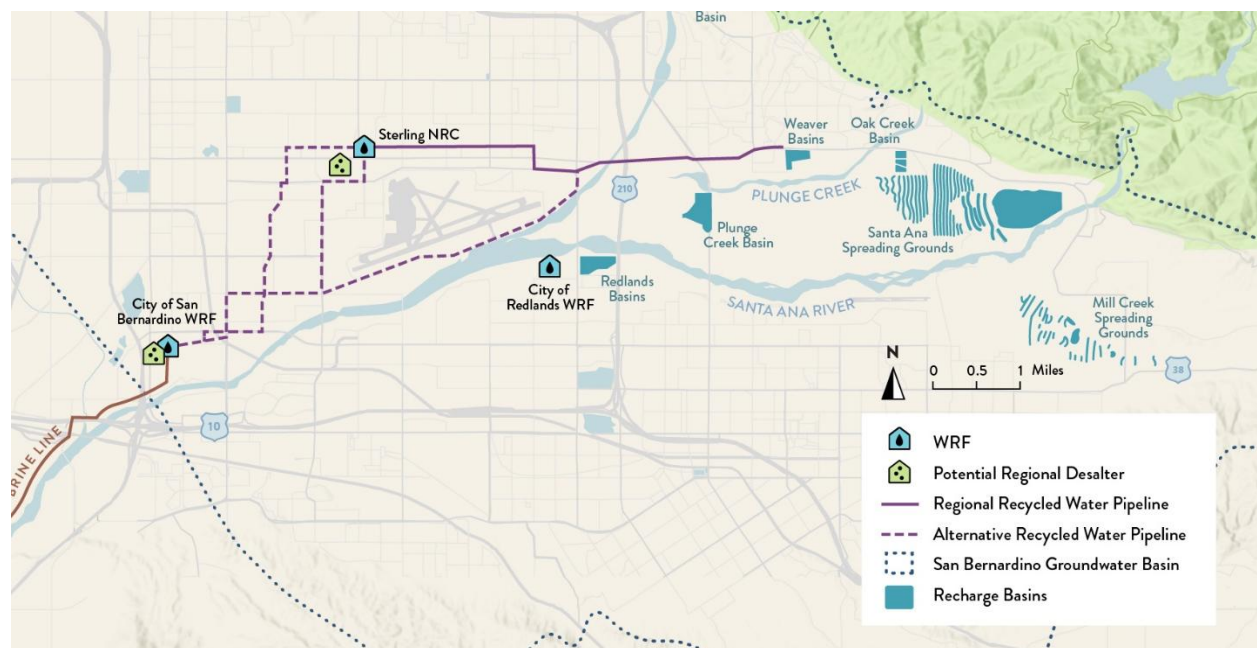 Basin
Sterling NRC
Weaver
Basins
Oak Creek
Basin
210
PLUNGE CREEK
Plunge
Creek Basin
Santa Ana
Spreading Grounds
City of
Redlands WRF
Redlands
Basins
SANTA ANA RIVER
City of San
Bernardino WRF
Mill Creek
Spreading
Grounds
38
N
0 0.5 1 Miles
10
BRINE LINE
WRF
Potential Regional Desalter
Regional Recycled Water Pipeline
Alternative Recycled Water Pipeline
San Bernardino Groundwater Basin
Recharge Basins